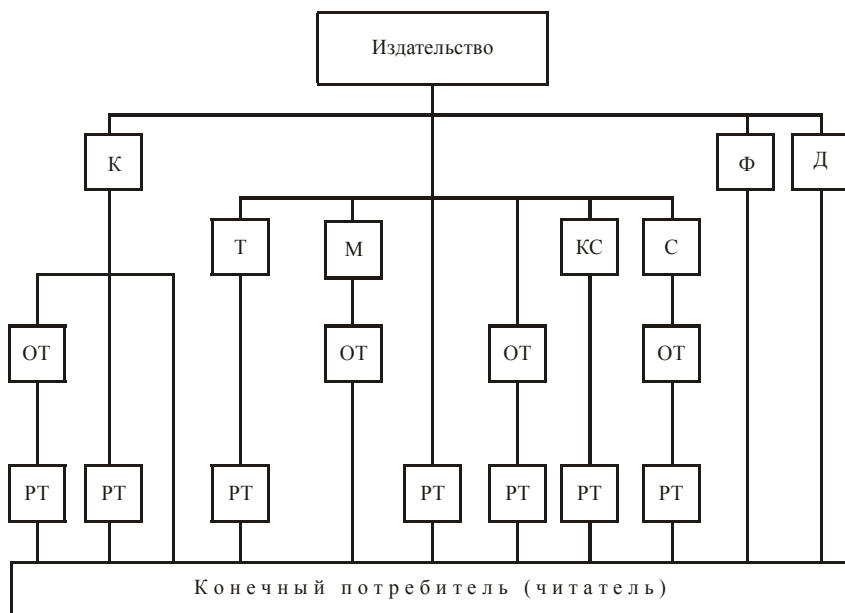 Издательство
К
Ф
Д
Т
М
КС
С
ОТ
ОТ
ОТ
ОТ
РТ
РТ
РТ
РТ
РТ
РТ
РТ
Конечный потребитель (читатель)